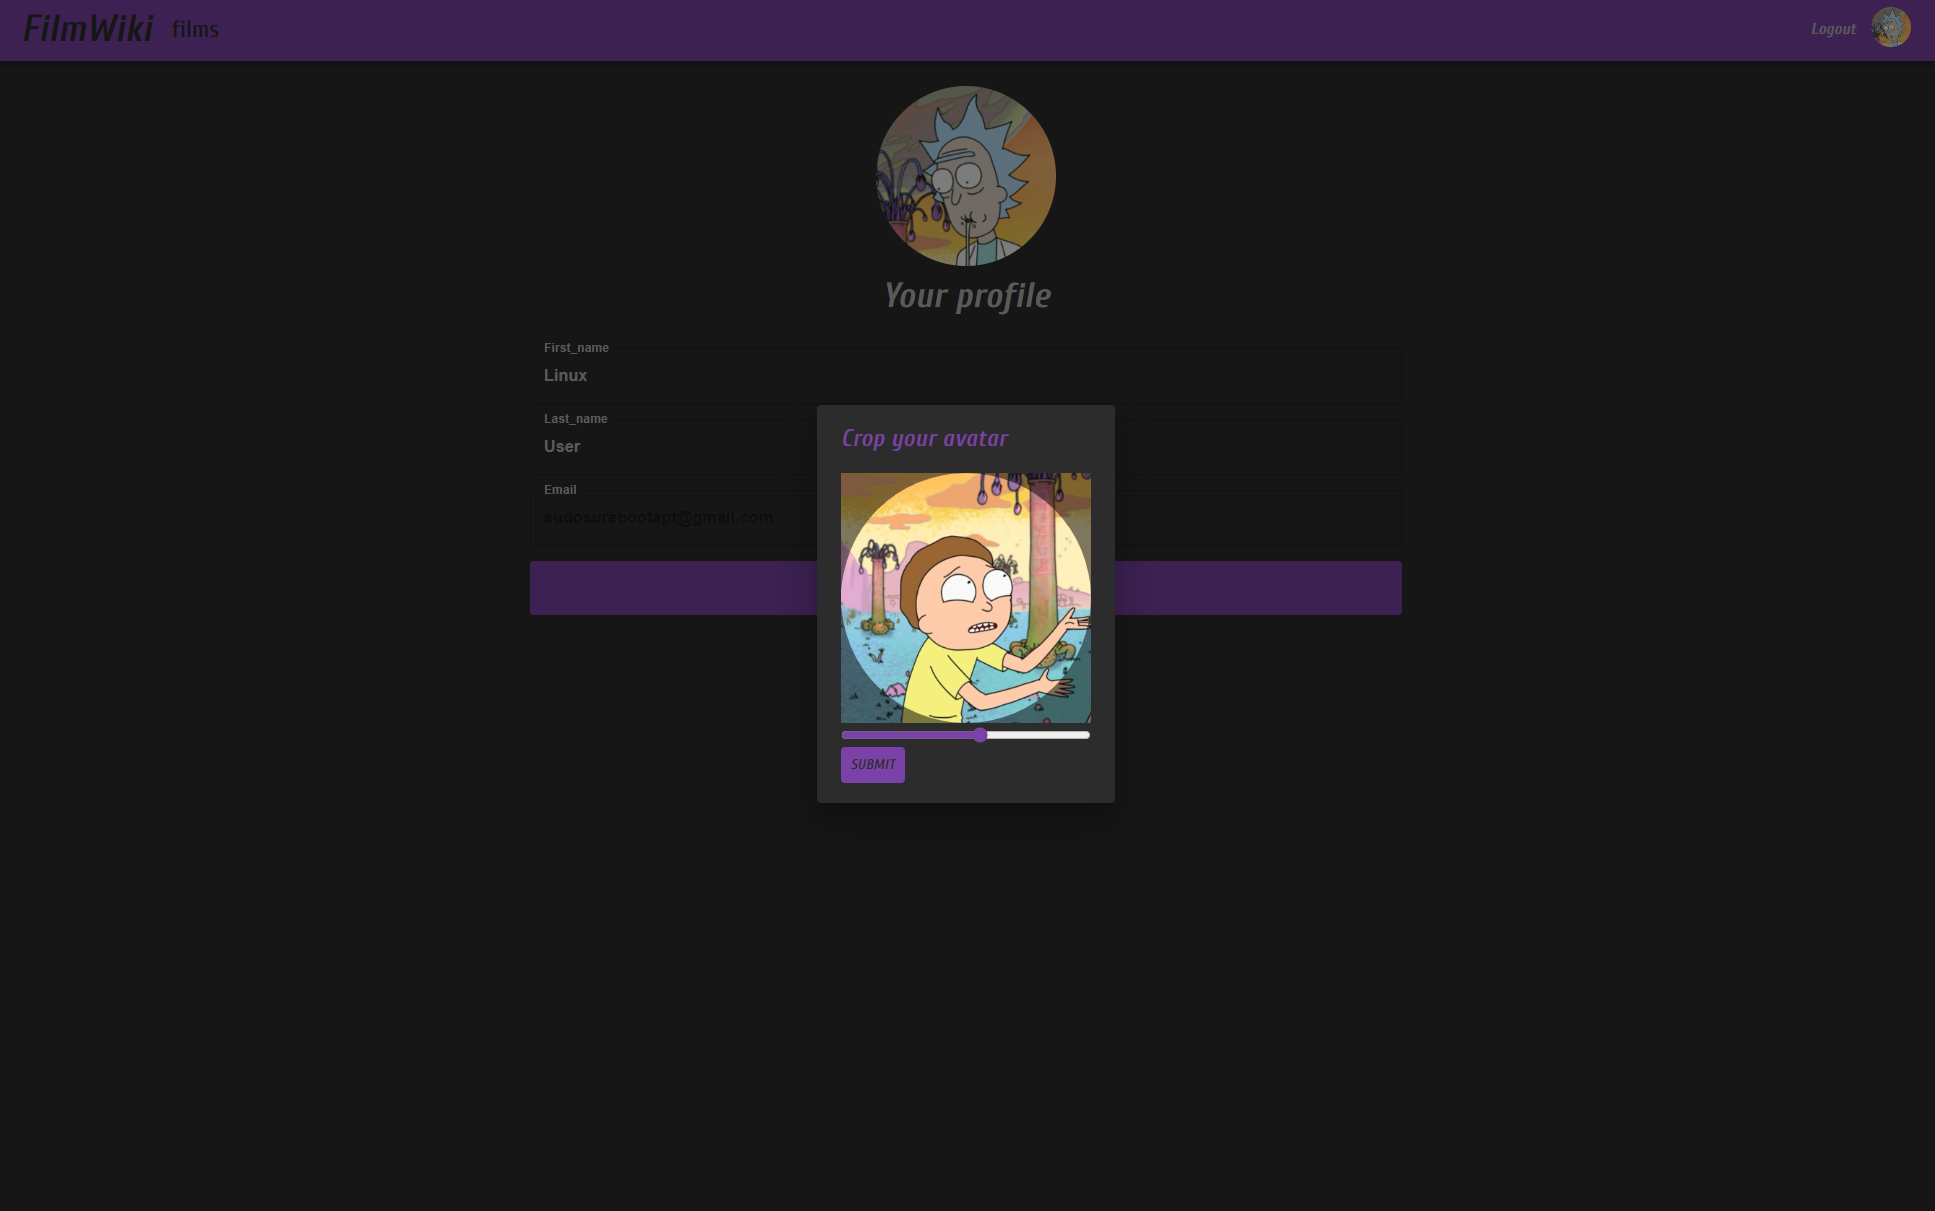 FilmWiki films Logout
Your profile
First_name
Linux
Last_name
User
Email
sudosurebootapt@gmail.com
Crop your avatar
SUBMIT